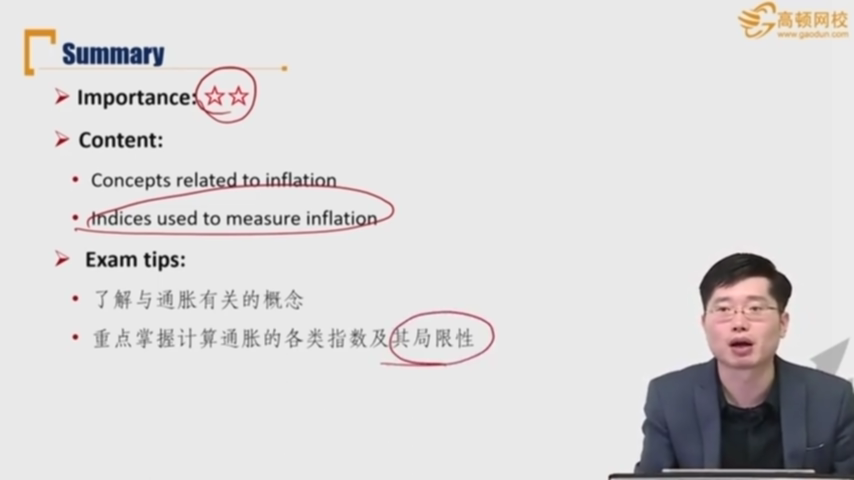 高顿网校
www.gaodun.com
Summary
Importance: ☆☆
Content:
Concepts related to inflation
Indices used to measure inflation
Exam tips:
了解与通胀有关的概念
重点掌握计算通胀的各类指数及其局限性